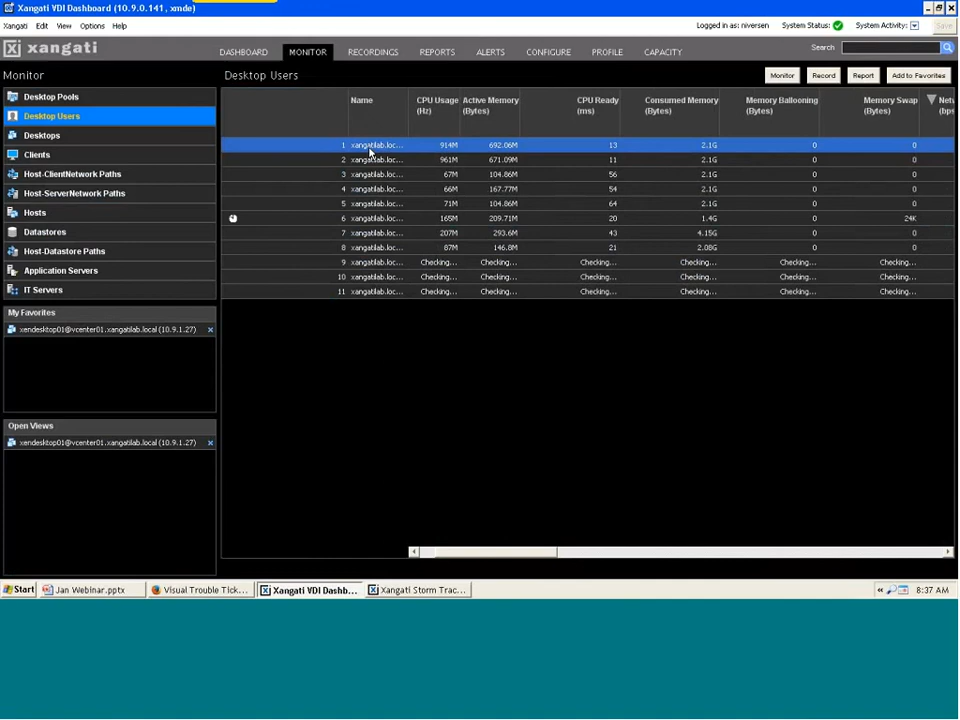 Xangati VDI Dashboard (10.9.0.141, xmde)
Xangati Edit View Options Help Logged in as: niversen System Status: System Activity: Save
xangati DASHBOARD MONITOR RECORDINGS REPORTS ALERTS CONFIGURE PROFILE CAPACITY Search
Monitor
Desktop Pools
Desktop Users
Desktops
Clients
Host-ClientNetwork Paths
Host-ServerNetwork Paths
Hosts
Datastores
Host-Datastore Paths
Application Servers
IT Servers
My Favorites
xendesktop01@vcenter01.xangatilab.local (10.9.1.27) x
Open Views
xendesktop01@vcenter01.xangatilab.local (10.9.1.27) x
Desktop Users Monitor Record Report Add to Favorites
Name CPU Usage Active Memory CPU Ready Consumed Memory Memory Ballooning Memory Swap Netw
(Hz) (Bytes) (ms) (Bytes) (Bytes) (Bytes) (bps
1 xangatilab.loc... 914M 692.06M 13 2.1G 0 0
2 xangatilab.loc... 961M 671.09M 11 2.1G 0 0
3 xangatilab.loc... 67M 104.86M 56 2.1G 0 0
4 xangatilab.loc... 66M 167.77M 54 2.1G 0 0
5 xangatilab.loc... 71M 104.86M 64 2.1G 0 0
6 xangatilab.loc... 165M 209.71M 20 1.4G 0 24K
7 xangatilab.loc... 207M 293.6M 43 4.15G 0 0
8 xangatilab.loc... 87M 146.8M 21 2.08G 0 0
9 xangatilab.loc... Checking... Checking... Checking... Checking... Checking... Checking...
10 xangatilab.loc... Checking... Checking... Checking... Checking... Checking... Checking...
11 xangatilab.loc... Checking... Checking... Checking... Checking... Checking... Checking...
Start Jan Webinar.pptx Visual Trouble Tick... Xangati VDI Dashb... Xangati Storm Trac... « 8:37 AM